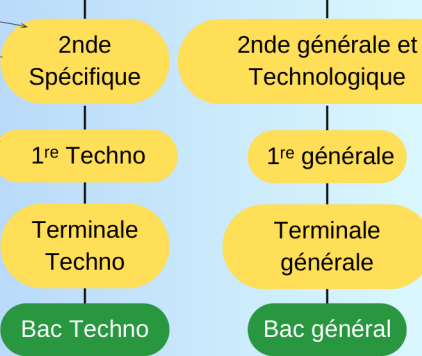 2nde
Spécifique
2nde générale et
Technologique
1re Techno
1re générale
Terminale
Techno
Terminale
générale
Bac Techno
Bac général